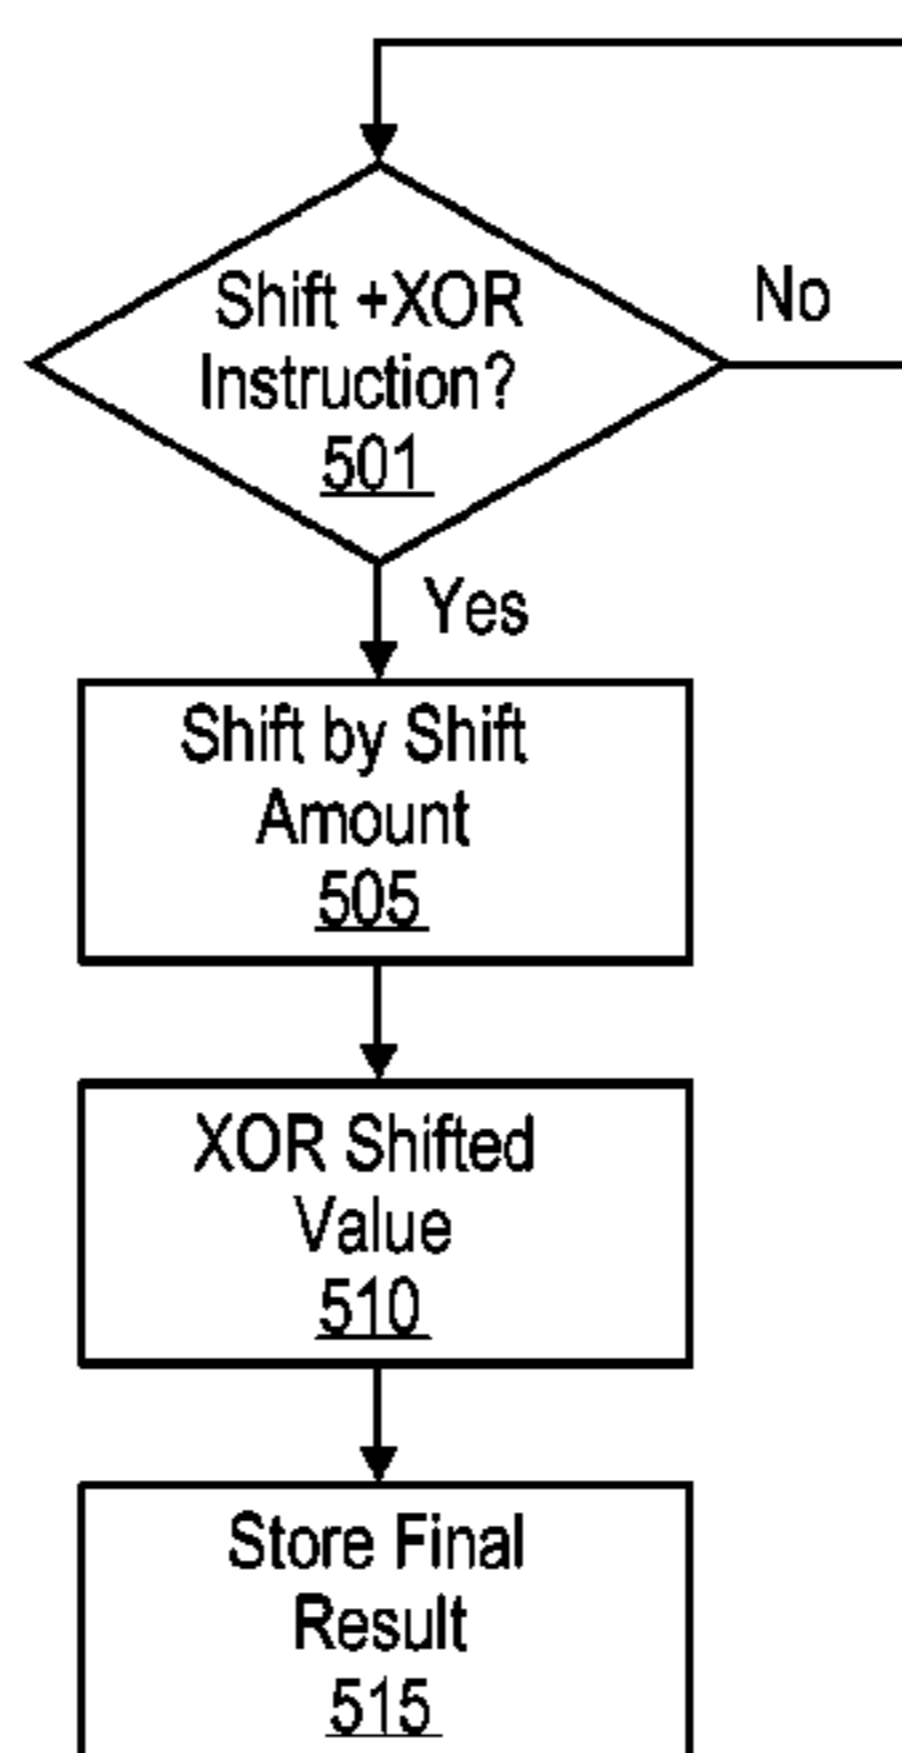 Shift +XOR
Instruction?
501
No
Yes
Shift by Shift
Amount
505
XOR Shifted
Value
510
Store Final
Result
515